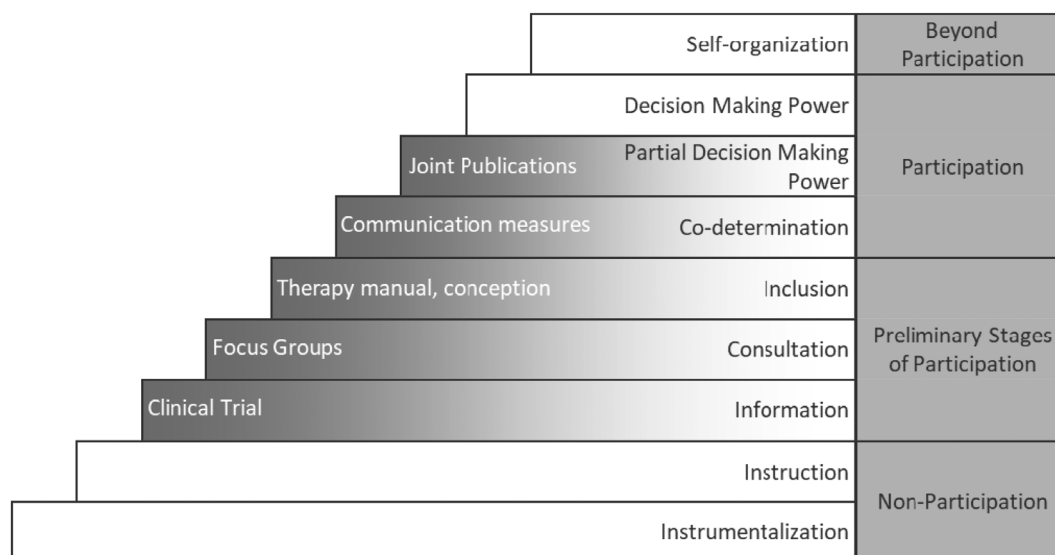 Self-organization
Beyond
Participation
Decision Making Power
Joint Publications
Partial Decision Making
Power
Participation
Communication measures
Co-determination
Therapy manual, conception
Inclusion
Focus Groups
Consultation
Preliminary Stages
of Participation
Clinical Trial
Information
Instruction
Non-Participation
Instrumentalization